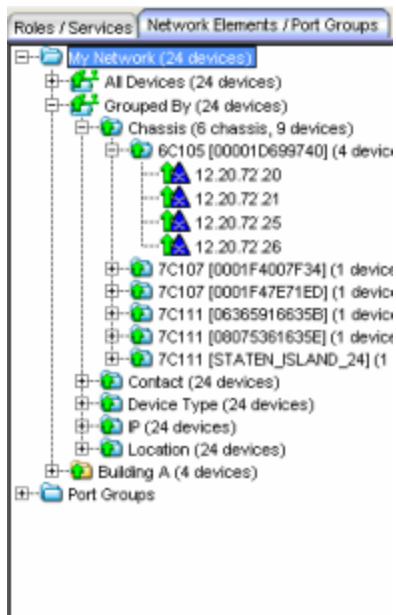 Roles / Services Network Elements / Port Groups
My Network (24 devices)
All Devices (24 devices)
Grouped By (24 devices)
Chassis (6 chassis, 9 devices)
6C105 [00001D699740] (4 device
12.20.72.20
12.20.72.21
12.20.72.25
12.20.72.26
7C107 [0001F4007F34] (1 device
7C107 [0001F47E71ED] (1 device
7C111 [06365916635B] (1 device
7C111 [08075361635E] (1 device
7C111 [STATEN_ISLAND_24] (1
Contact (24 devices)
Device Type (24 devices)
IP (24 devices)
Location (24 devices)
Building A (4 devices)
Port Groups